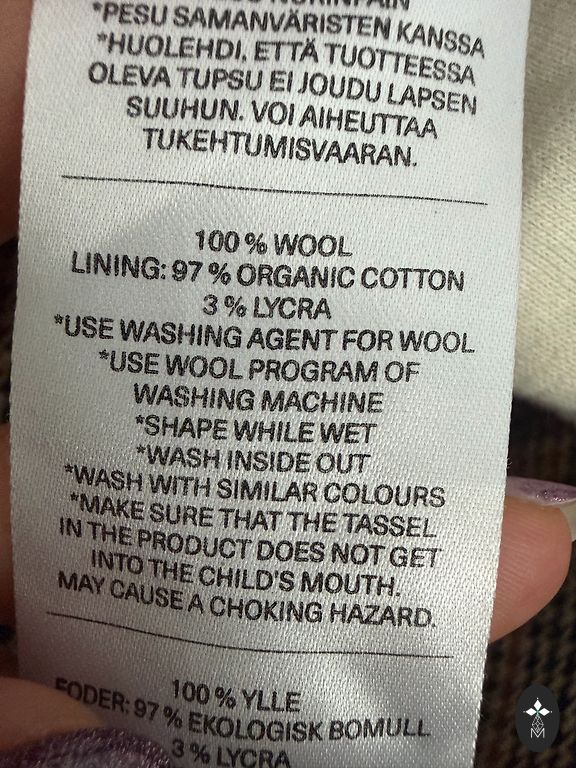 *PESU SAMANVÄRISTEN KANSSA
*HUOLEHDI, ETTÄ TUOTTEESSA
OLEVA TUPSU EI JOUDU LAPSEN
SUUHUN. VOI AIHEUTTAA
TUKEHTUMISVAARAN.
100 % WOOL
LINING: 97 % ORGANIC COTTON
3 % LYCRA
*USE WASHING AGENT FOR WOOL
*USE WOOL PROGRAM OF
WASHING MACHINE
*SHAPE WHILE WET
*WASH INSIDE OUT
*WASH WITH SIMILAR COLOURS
*MAKE SURE THAT THE TASSEL
IN THE PRODUCT DOES NOT GET
INTO THE CHILD'S MOUTH.
MAY CAUSE A CHOKING HAZARD.
100 % YLLE
FODER: 97 % EKOLOGISK BOMULL
3 % LYCRA
M